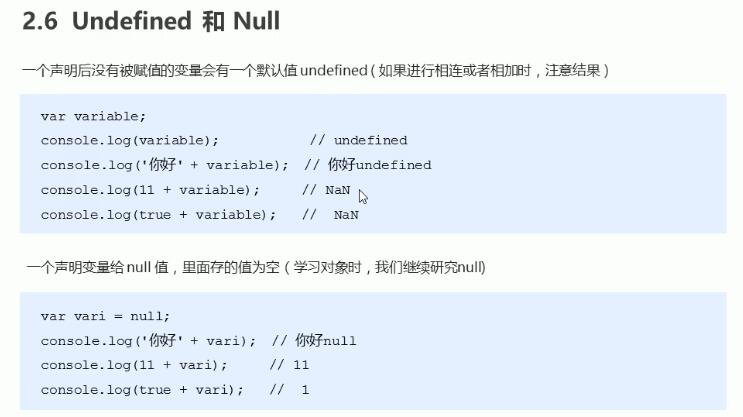 2.6 Undefined 和 Null
一个声明后没有被赋值的变量会有一个默认值 undefined ( 如果进行相连或者相加时，注意结果 )
var variable;
console.log(variable); // undefined
console.log('你好' + variable); // 你好undefined
console.log(11 + variable); // NaN
console.log(true + variable); // NaN
一个声明变量给 null 值，里面存的值为空（学习对象时，我们继续研究null)
var vari = null;
console.log('你好' + vari); // 你好null
console.log(11 + vari); // 11
console.log(true + vari); // 1